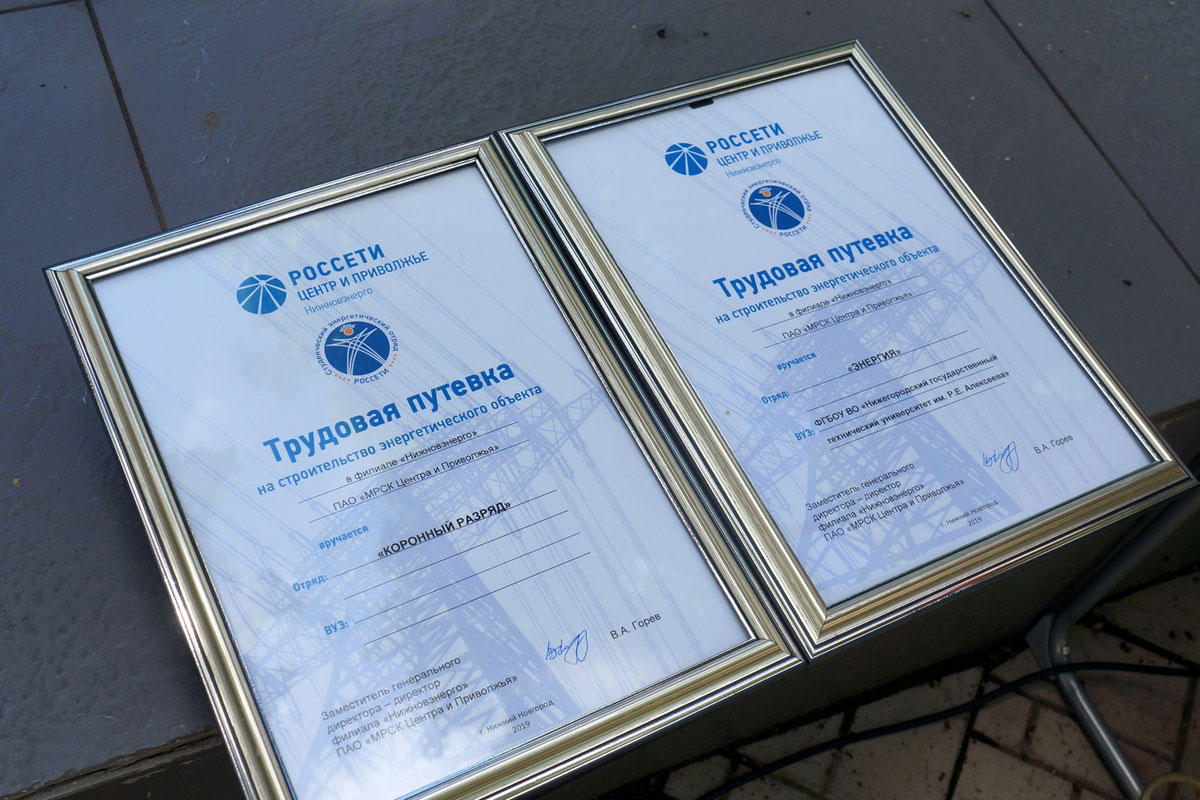 РОССЕТИ
ЦЕНТР И ПРИВОЛЖЬЕ
Нижновэнерго
Студенческий энергетический отряд
РОССЕТИ
Трудовая путевка
на строительство энергетического объекта
в филиале «Нижновэнерго»
ПАО «МРСК Центра и Приволжья»
вручается
«КОРОННЫЙ РАЗРЯД»
Отряд:
ВУЗ:
Заместитель генерального
директора – директор
филиала «Нижновэнерго»
ПАО «МРСК Центра и Приволжья»
В.А. Горев
г. Нижний Новгород
2019
РОССЕТИ
ЦЕНТР И ПРИВОЛЖЬЕ
Нижновэнерго
Студенческий энергетический отряд
РОССЕТИ
Трудовая путевка
на строительство энергетического объекта
в филиале «Нижновэнерго»
ПАО «МРСК Центра и Приволжья»
вручается
Отряд: «ЭНЕРГИЯ»
ВУЗ: ФГБОУ ВО «Нижегородский государственный
технический университет им. Р.Е. Алексеева»
Заместитель генерального
директора – директор
филиала «Нижновэнерго»
ПАО «МРСК Центра и Приволжья»
В.А. Горев
г. Нижний Новгород
2019